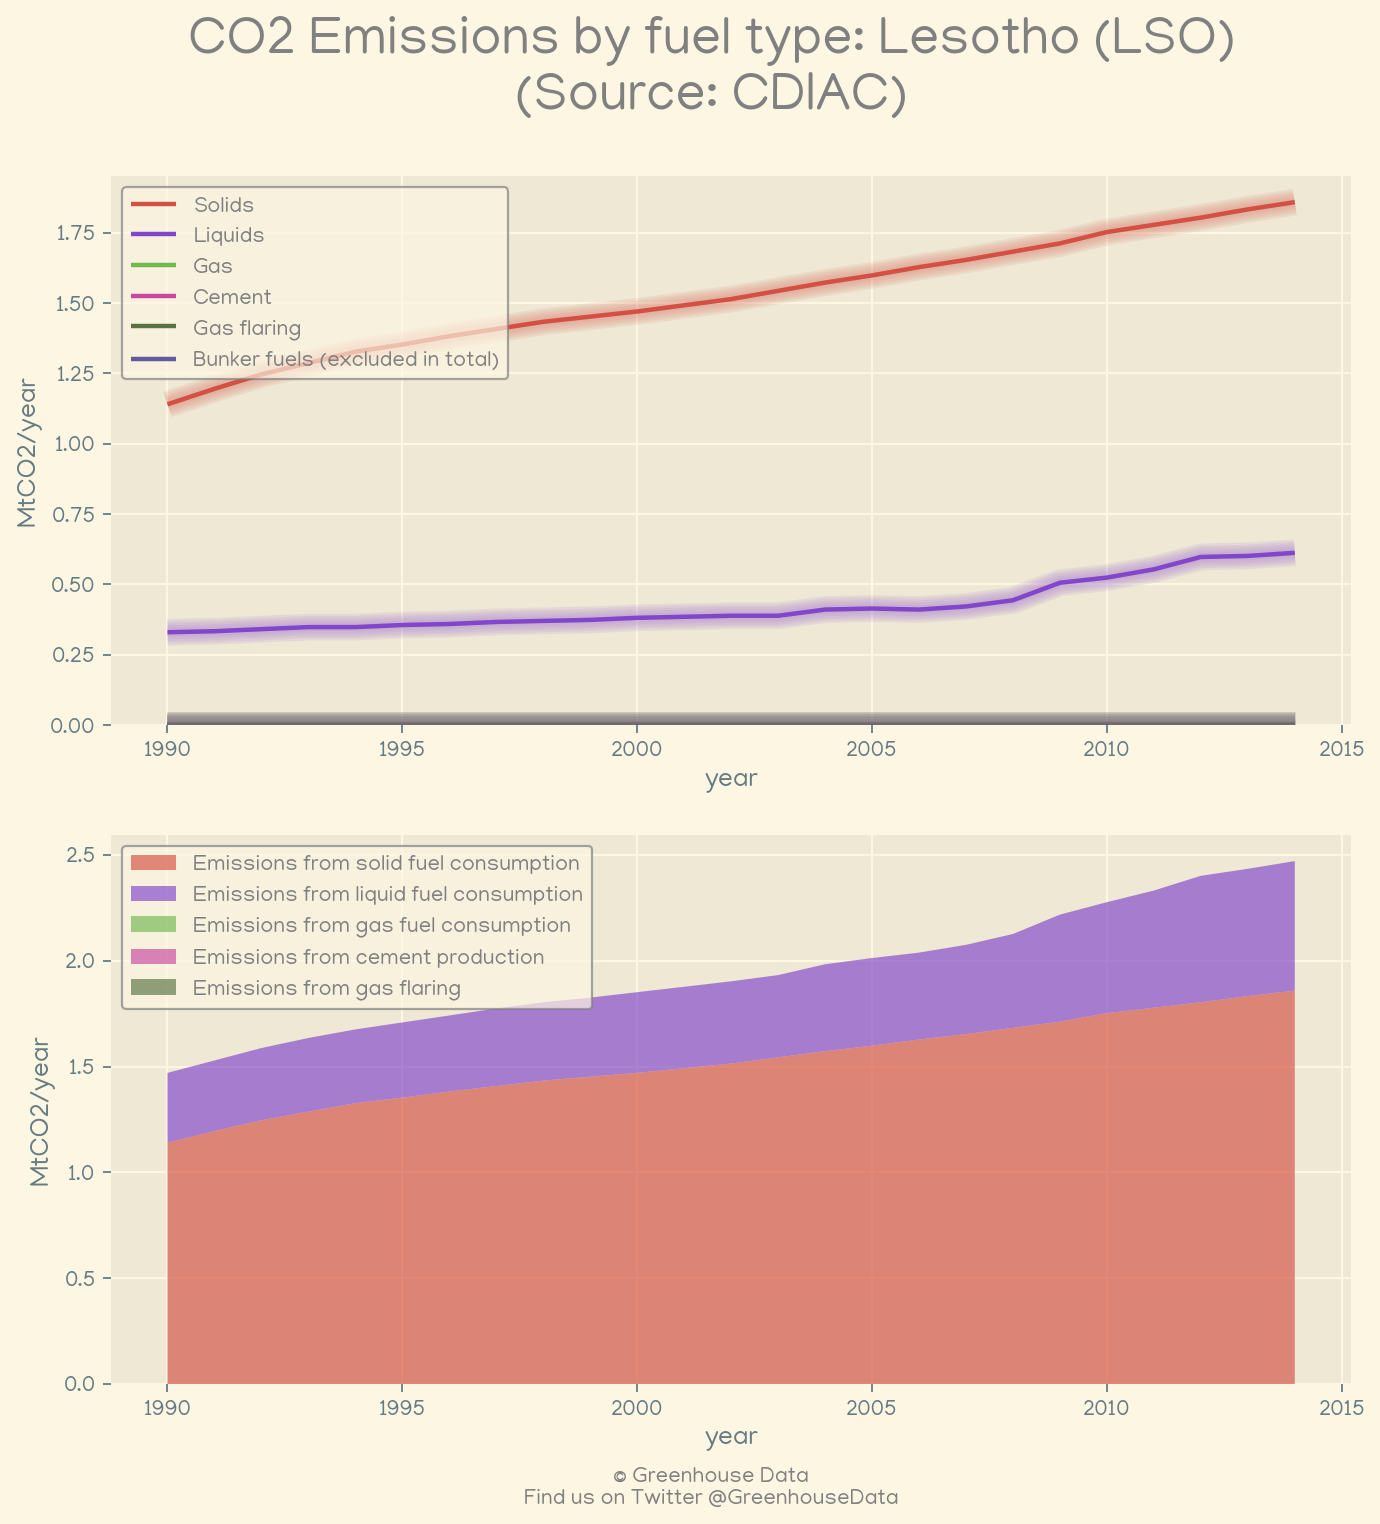 CO2 Emissions by fuel type: Lesotho (LSO)
(Source: CDIAC)
Solids
Liquids
Gas
Cement
Gas flaring
Bunker fuels (excluded in total)
MtCO2/year
1.75
1.50
1.25
1.00
0.75
0.50
0.25
0.00
1990 1995 2000 2005 2010 2015
year
Emissions from solid fuel consumption
Emissions from liquid fuel consumption
Emissions from gas fuel consumption
Emissions from cement production
Emissions from gas flaring
MtCO2/year
2.5
2.0
1.5
1.0
0.5
0.0
1990 1995 2000 2005 2010 2015
year
© Greenhouse Data
Find us on Twitter @GreenhouseData